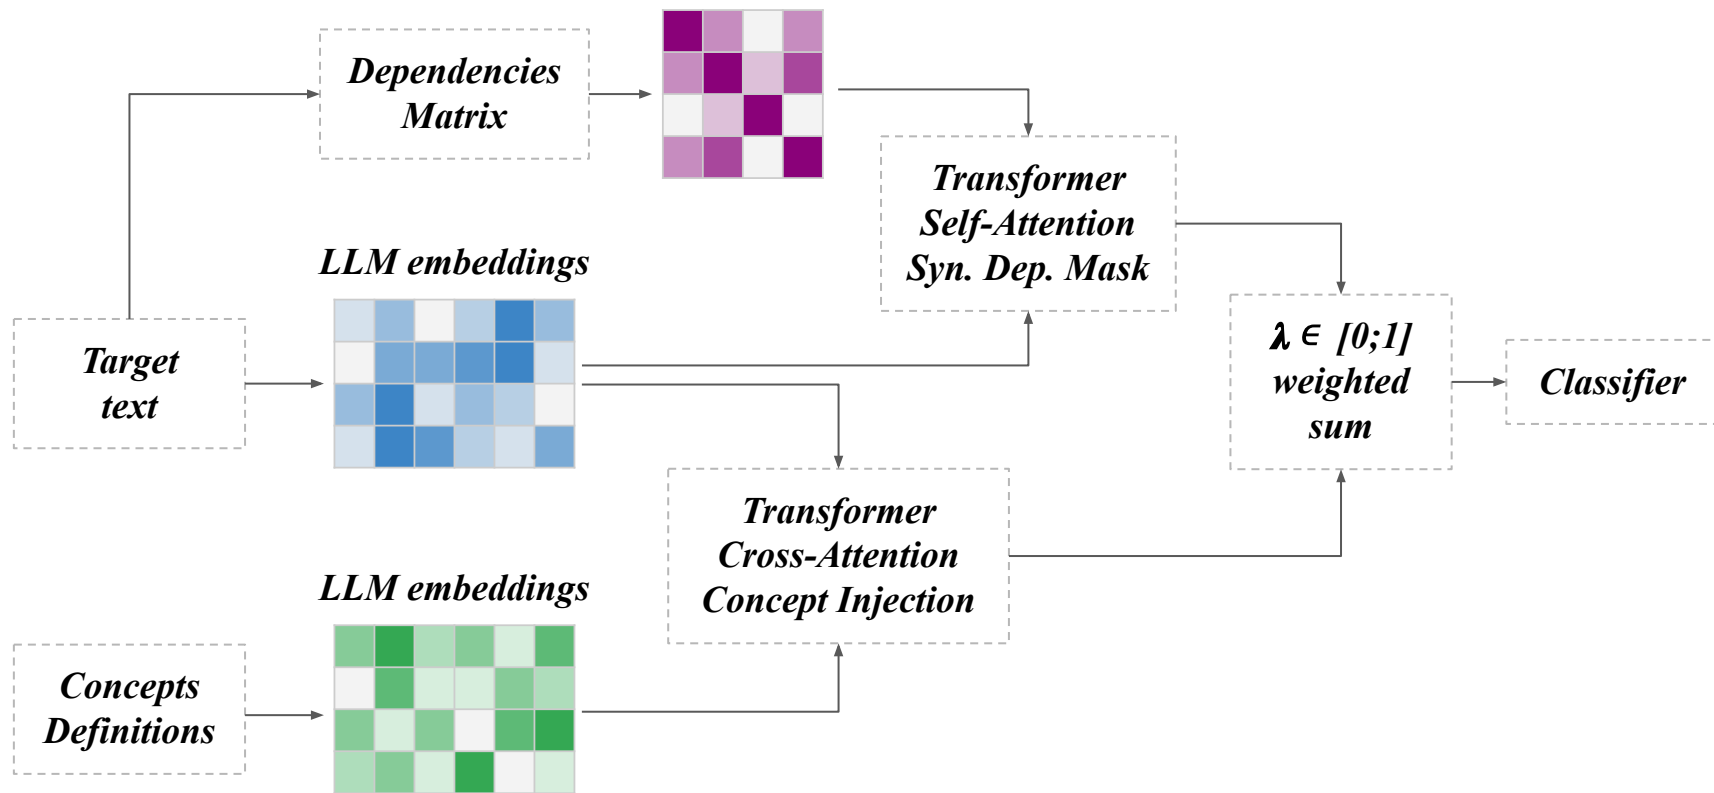 Dependencies
Matrix
Transformer
Self-Attention
Syn. Dep. Mask
LLM embeddings
Target
text
λ ∈ [0;1]
weighted
sum
Classifier
Transformer
Cross-Attention
Concept Injection
LLM embeddings
Concepts
Definitions